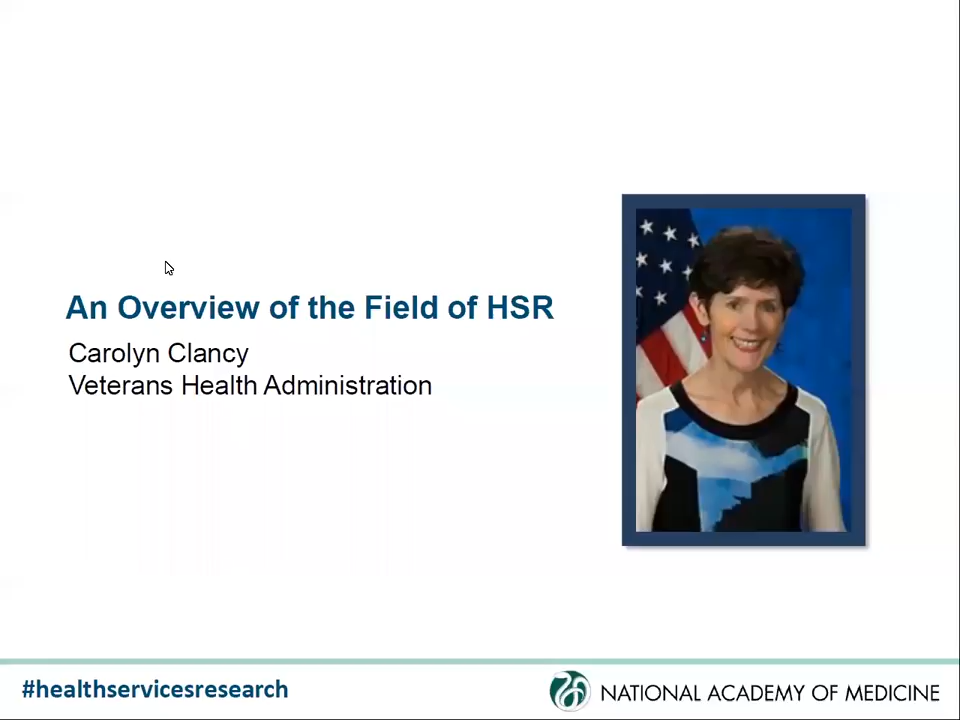 An Overview of the Field of HSR
Carolyn Clancy
Veterans Health Administration
#healthservicesresearch
NATIONAL ACADEMY OF MEDICINE